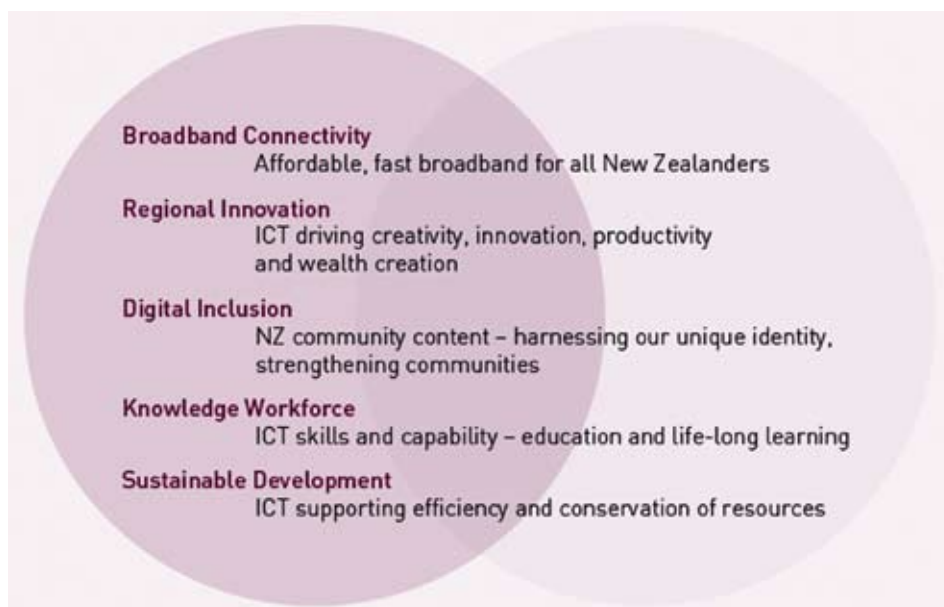 Broadband Connectivity
Affordable, fast broadband for all New Zealanders
Regional Innovation
ICT driving creativity, innovation, productivity
and wealth creation
Digital Inclusion
NZ community content – harnessing our unique identity,
strengthening communities
Knowledge Workforce
ICT skills and capability – education and life-long learning
Sustainable Development
ICT supporting efficiency and conservation of resources